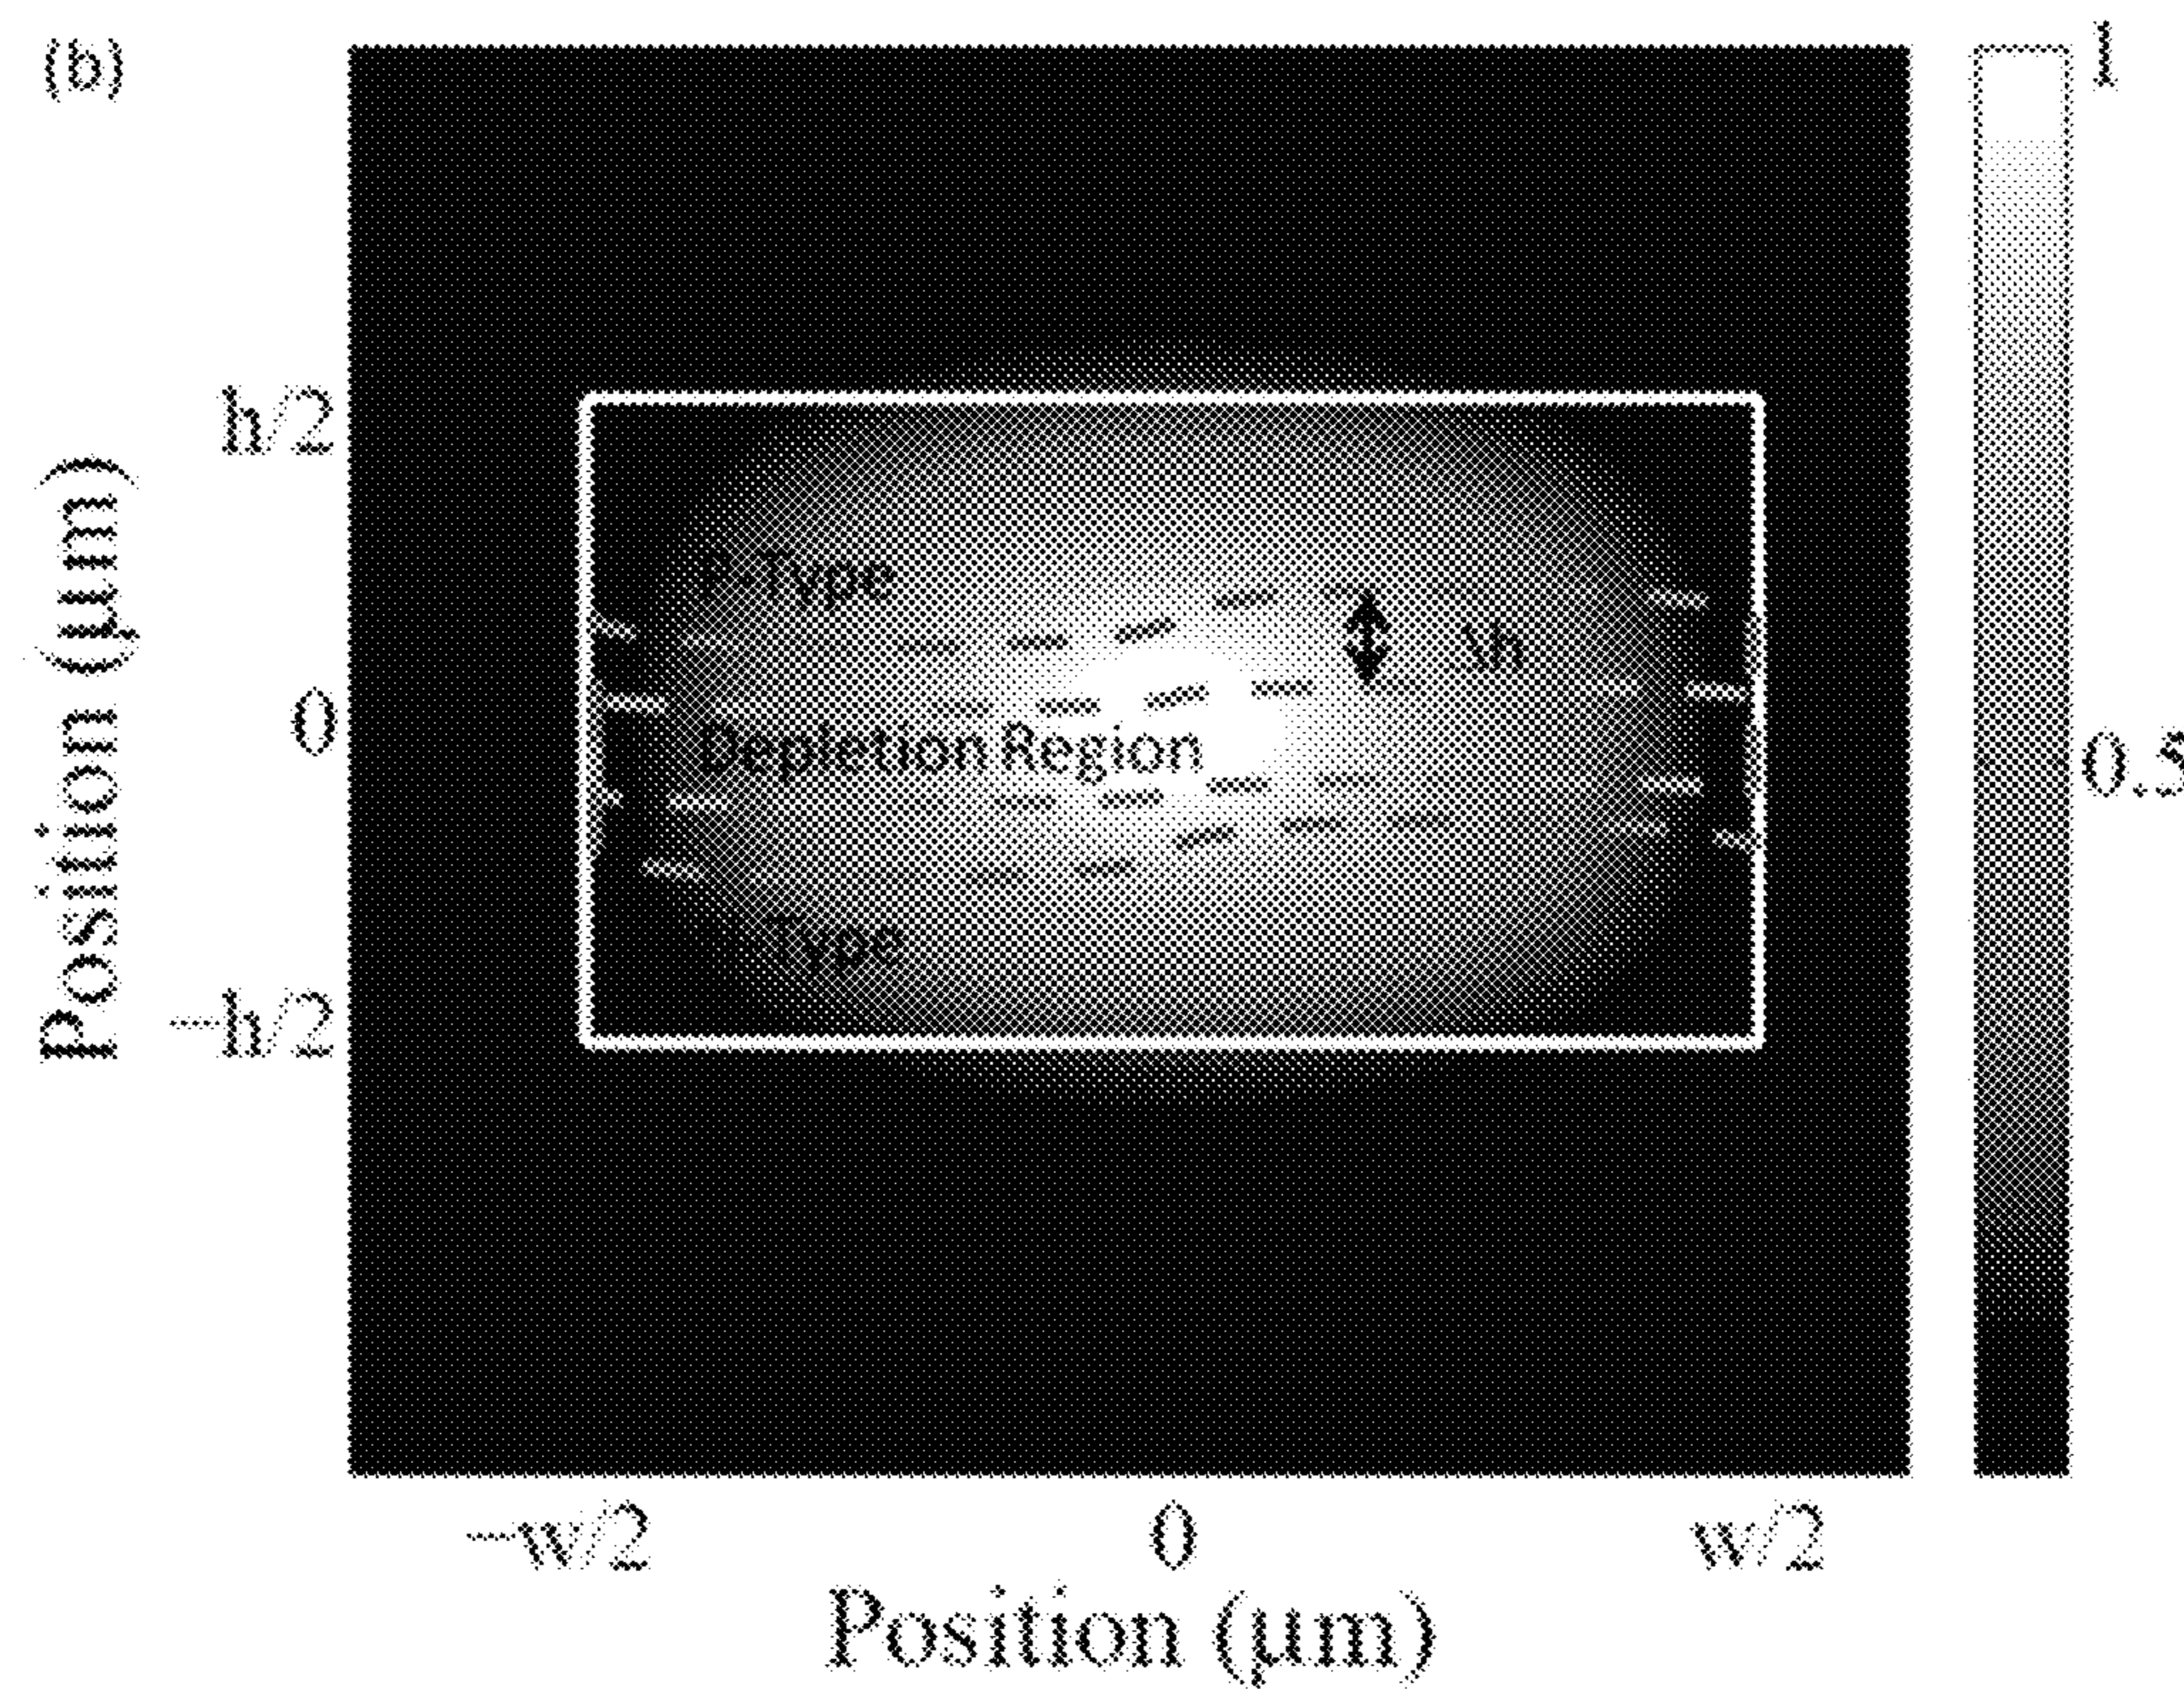 (b)
1
h/2
P-Type
Δh
0
Depletion Region
0.5
Type
−h/2
−w/2
0
w/2
Position (μm)
Position (μm)